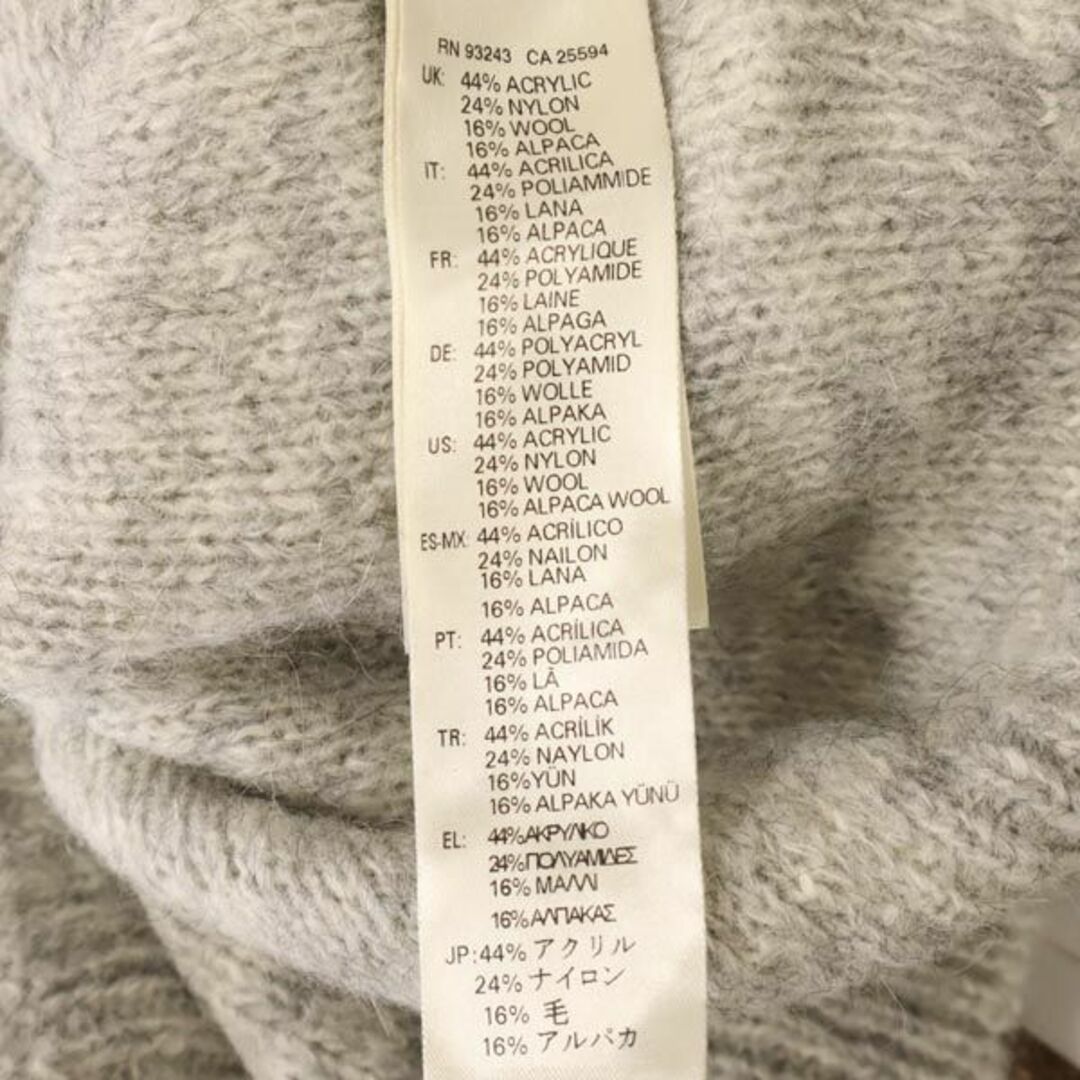 RN 93243 CA 25594
UK: 44% ACRYLIC
24% NYLON
16% WOOL
16% ALPACA
IT: 44% ACRILICA
24% POLIAMMIDE
16% LANA
16% ALPACA
FR: 44% ACRYLIQUE
24% POLYAMIDE
16% LAINE
16% ALPAGA
DE: 44% POLYACRYL
24% POLYAMID
16% WOLLE
16% ALPAKA
US: 44% ACRYLIC
24% NYLON
16% WOOL
16% ALPACA WOOL
ES-MX: 44% ACRÍLICO
24% NAILON
16% LANA
16% ALPACA
PT: 44% ACRÍLICA
24% POLIAMIDA
16% LÃ
16% ALPACA
TR: 44% ACRİLİK
24% NAYLON
16%YÜN
16% ALPAKA YÜNÜ
EL: 44%ΑΚΡΥΛΙΚΟ
24%ΠΟΛΥΑΜΙΔΕΣ
16% ΜΑΛΛΙ
16%ΑΛΠΑΚΑΣ
JP:44% アクリル
24% ナイロン
16% 毛
16% アルパカ